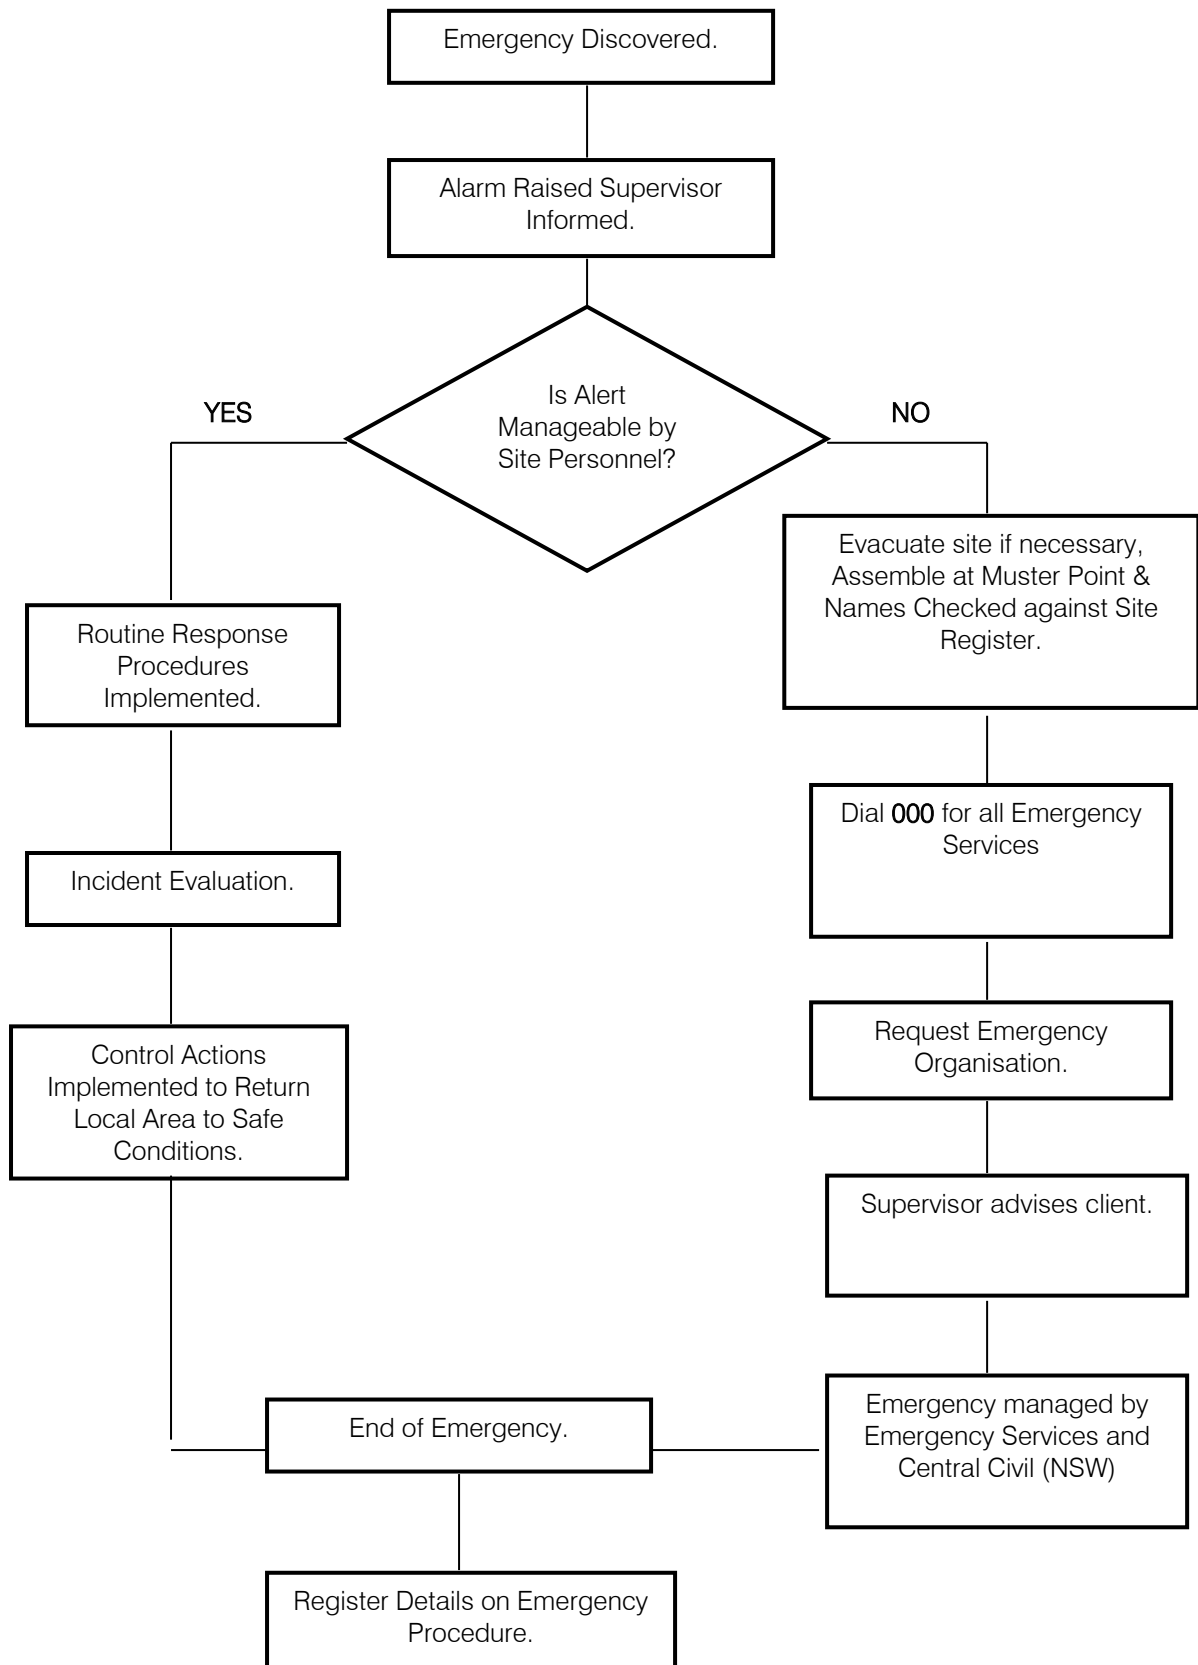 Emergency Discovered.
Alarm Raised Supervisor
Informed.
Is Alert
Manageable by
Site Personnel?
YES
NO
Evacuate site if necessary,
Assemble at Muster Point &
Names Checked against Site
Register.
Routine Response
Procedures
Implemented.
Dial 000 for all Emergency
Services
Incident Evaluation.
Request Emergency
Organisation.
Control Actions
Implemented to Return
Local Area to Safe
Conditions.
Supervisor advises client.
Emergency managed by
Emergency Services and
Central Civil (NSW)
End of Emergency.
Register Details on Emergency
Procedure.